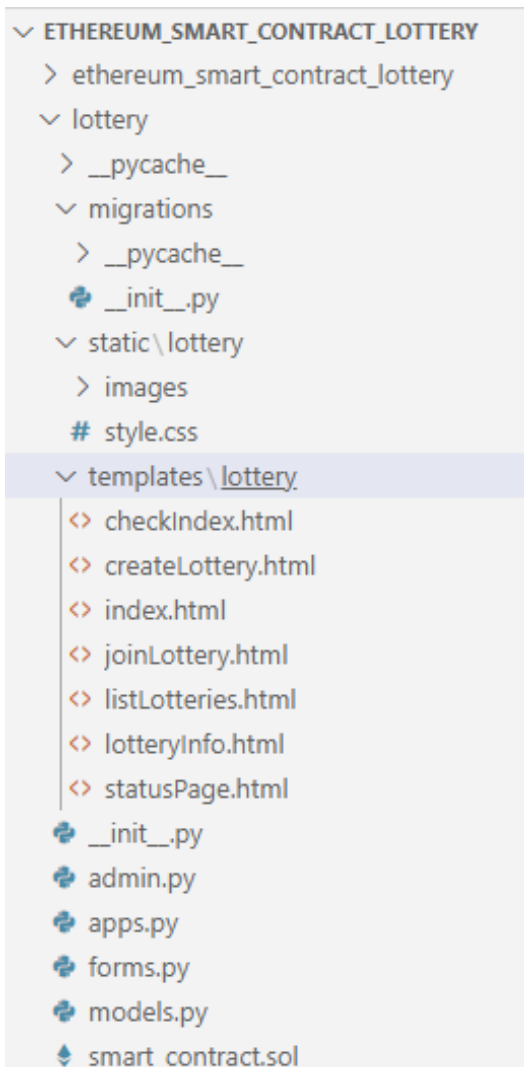 ETHEREUM_SMART_CONTRACT_LOTTERY
ethereum_smart_contract_lottery
lottery
__pycache__
migrations
__pycache__
__init__.py
static\lottery
images
# style.css
templates\lottery
<> checkIndex.html
<> createLottery.html
<> index.html
<> joinLottery.html
<> listLotteries.html
<> lotteryInfo.html
<> statusPage.html
__init__.py
admin.py
apps.py
forms.py
models.py
smart_contract.sol